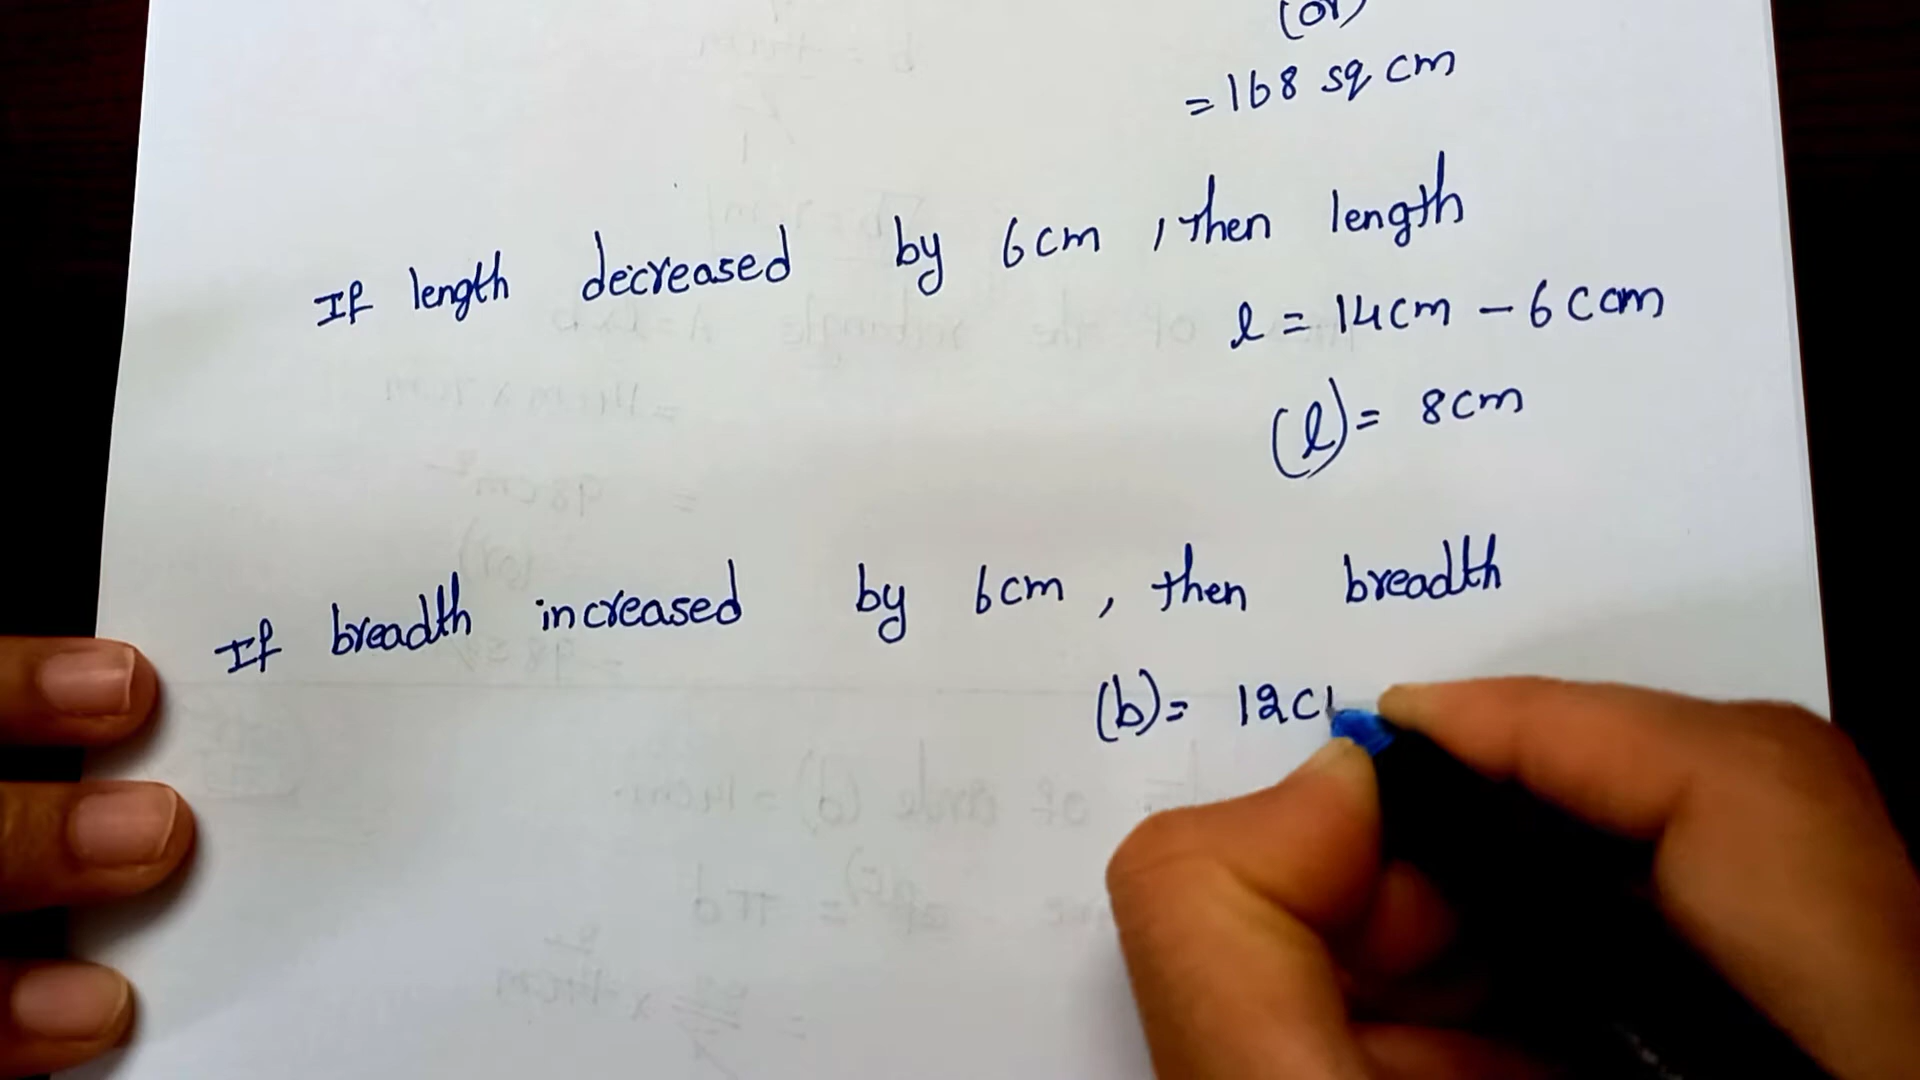 (or)
= 168 sq cm
If length decreased by 6cm, then length
l = 14cm - 6 cm
(l) = 8cm
If breadth increased by 6cm, then breadth
(b) = 12c